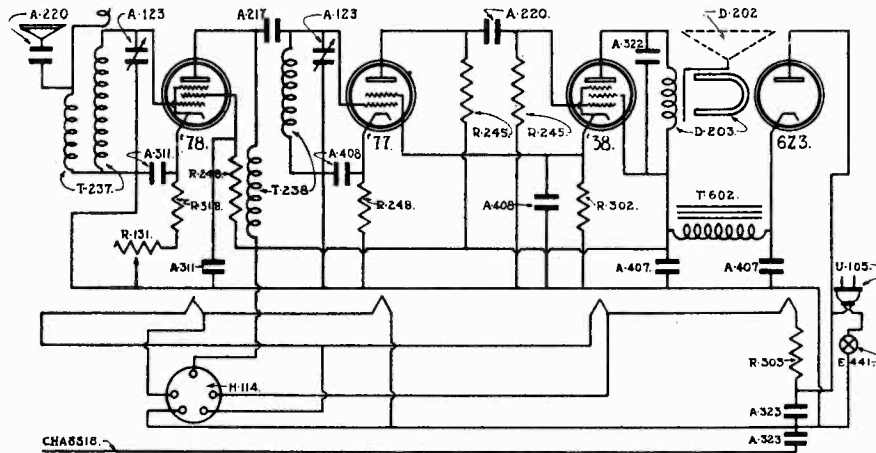 A·220
A·123
A·217
A·123
A·220.
D·202
A·322
'78.
'77.
'38.
6Z3.
R·245.
R·245.
D·203.
A·311.
T·237.
R·318.
R·248.
T·238
A·408
R·248.
A·408
R·302.
T·602.
R·131.
A·311
A·407.
A·407
U·105.
H·114.
R·303
E·441.
A·323
A·323
CHASSIS.